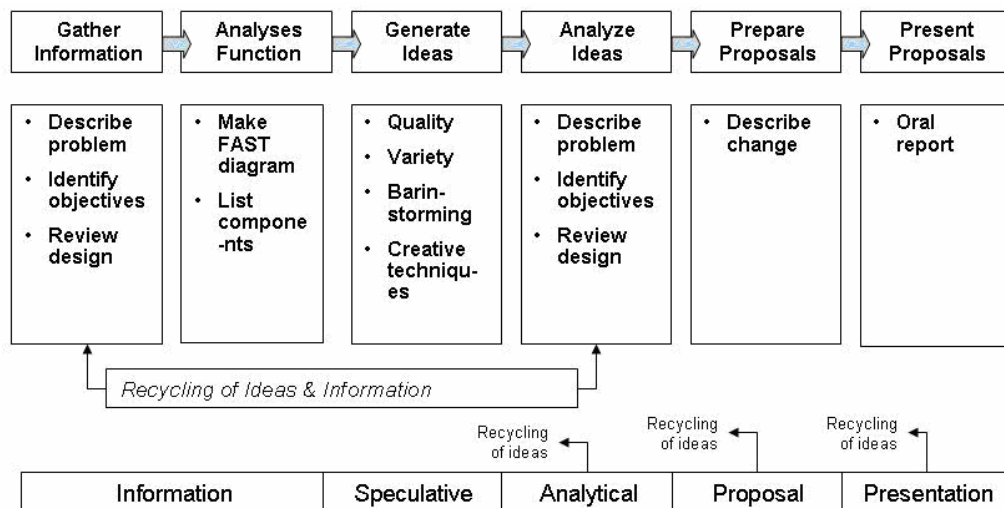 Gather
Information
Analyses
Function
Generate
Ideas
Analyze
Ideas
Prepare
Proposals
Present
Proposals
• Describe
problem
• Identify
objectives
• Review
design
• Make
FAST
diagram
• List
compone
-nts
• Quality
• Variety
• Barin-
storming
• Creative
techniqu-
es
• Describe
problem
• Identify
objectives
• Review
design
• Describe
change
• Oral
report
Recycling of Ideas & Information
Recycling
of ideas
Recycling
of ideas
Recycling
of ideas
Information
Speculative
Analytical
Proposal
Presentation